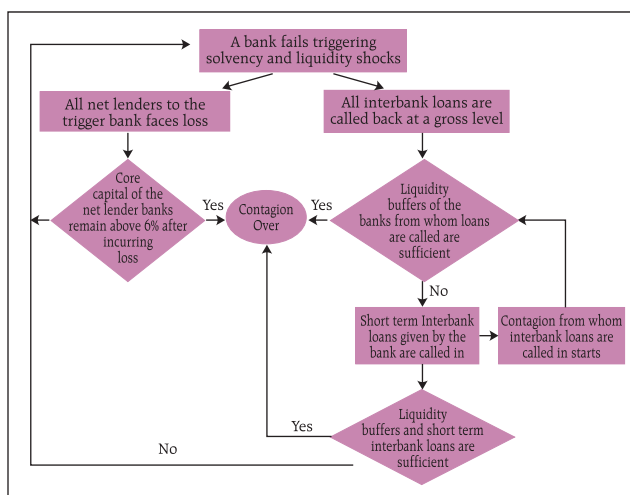 A bank fails triggering
solvency and liquidity shocks
All net lenders to the
trigger bank faces loss
All interbank loans are
called back at a gross level
Core
capital of the
net lender banks
remain above 6% after
incurring
loss
Yes
Contagion
Over
Yes
Liquidity
buffers of the
banks from whom loans
are called are
sufficient
No
Short term Interbank
loans given by the
bank are called in
Contagion from whom
interbank loans are
called in starts
Liquidity
buffers and short term
interbank loans are
sufficient
Yes
No